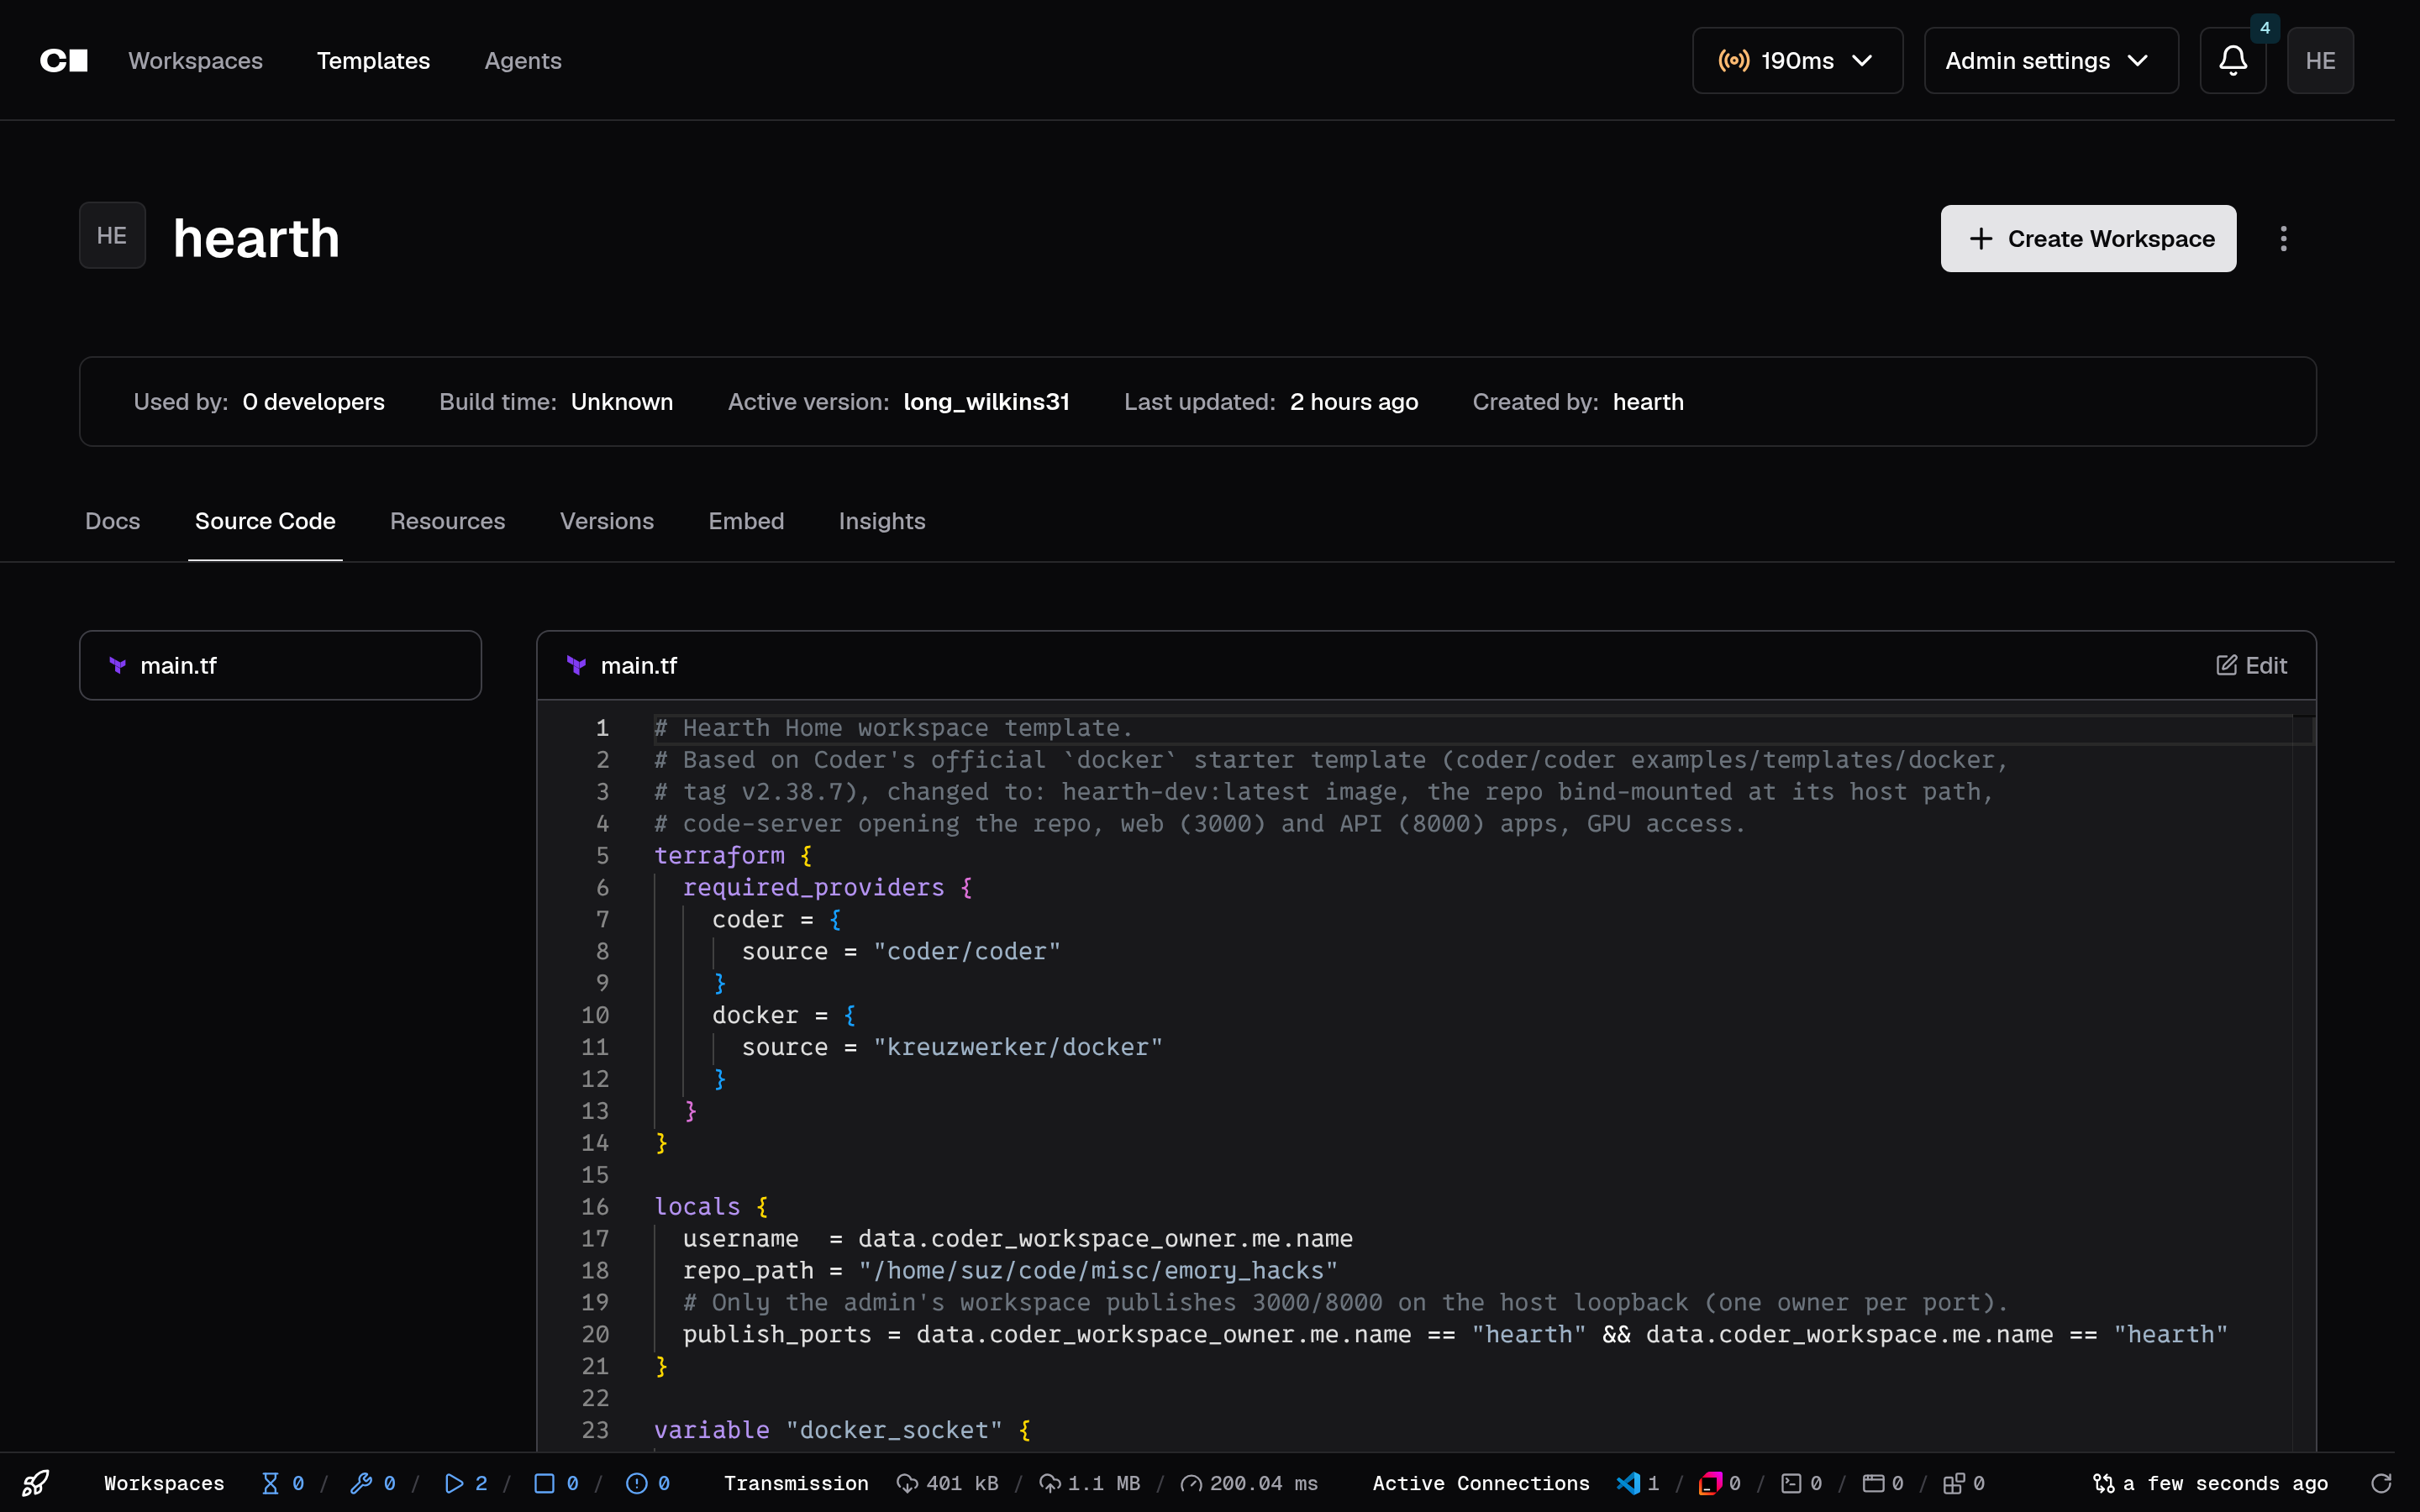 Workspaces Templates Agents 190ms Admin settings 4 HE
HE hearth Create Workspace
Used by: 0 developers Build time: Unknown Active version: long_wilkins31 Last updated: 2 hours ago Created by: hearth
Docs Source Code Resources Versions Embed Insights
main.tf
main.tf Edit
1 # Hearth Home workspace template.
2 # Based on Coder's official `docker` starter template (coder/coder examples/templates/docker,
3 # tag v2.38.7), changed to: hearth-dev:latest image, the repo bind-mounted at its host path,
4 # code-server opening the repo, web (3000) and API (8000) apps, GPU access.
5 terraform {
6   required_providers {
7     coder = {
8       source = "coder/coder"
9     }
10     docker = {
11       source = "kreuzwerker/docker"
12     }
13   }
14 }
15
16 locals {
17   username  = data.coder_workspace_owner.me.name
18   repo_path = "/home/suz/code/misc/emory_hacks"
19   # Only the admin's workspace publishes 3000/8000 on the host loopback (one owner per port).
20   publish_ports = data.coder_workspace_owner.me.name == "hearth" && data.coder_workspace.me.name == "hearth"
21 }
22
23 variable "docker_socket" {
Workspaces 0 / 0 / 2 / 0 / 0 Transmission 401 kB / 1.1 MB / 200.04 ms Active Connections 1 / 0 / 0 / 0 / 0 a few seconds ago